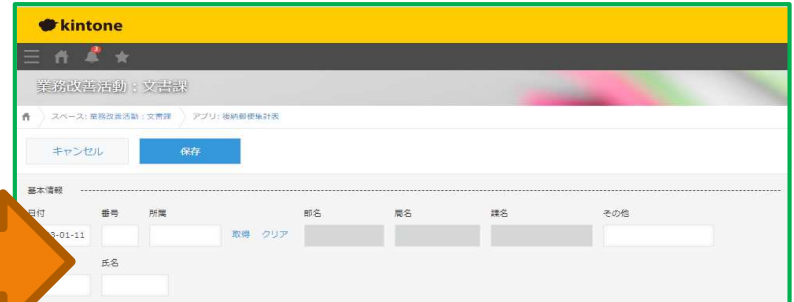 kintone
業務改善活動：文書課
スペース: 業務改善活動：文書課 アプリ: 後納郵便集計表
キャンセル 保存
基本情報
日付 番号 所属 部名 局名 課名 その他
3-01-11 取得 クリア
氏名